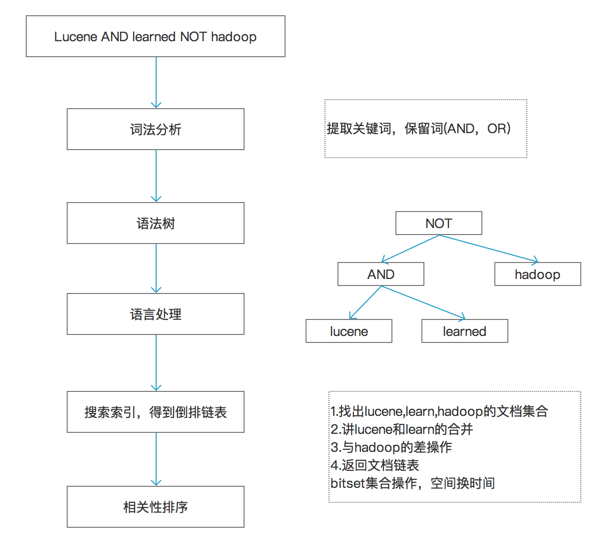 Lucene AND learned NOT hadoop
词法分析
提取关键词，保留词(AND，OR)
语法树
NOT
AND
hadoop
lucene
learned
语言处理
搜索索引，得到倒排链表
1.找出lucene,learn,hadoop的文档集合
2.讲lucene和learn的合并
3.与hadoop的差操作
4.返回文档链表
bitset集合操作，空间换时间
相关性排序